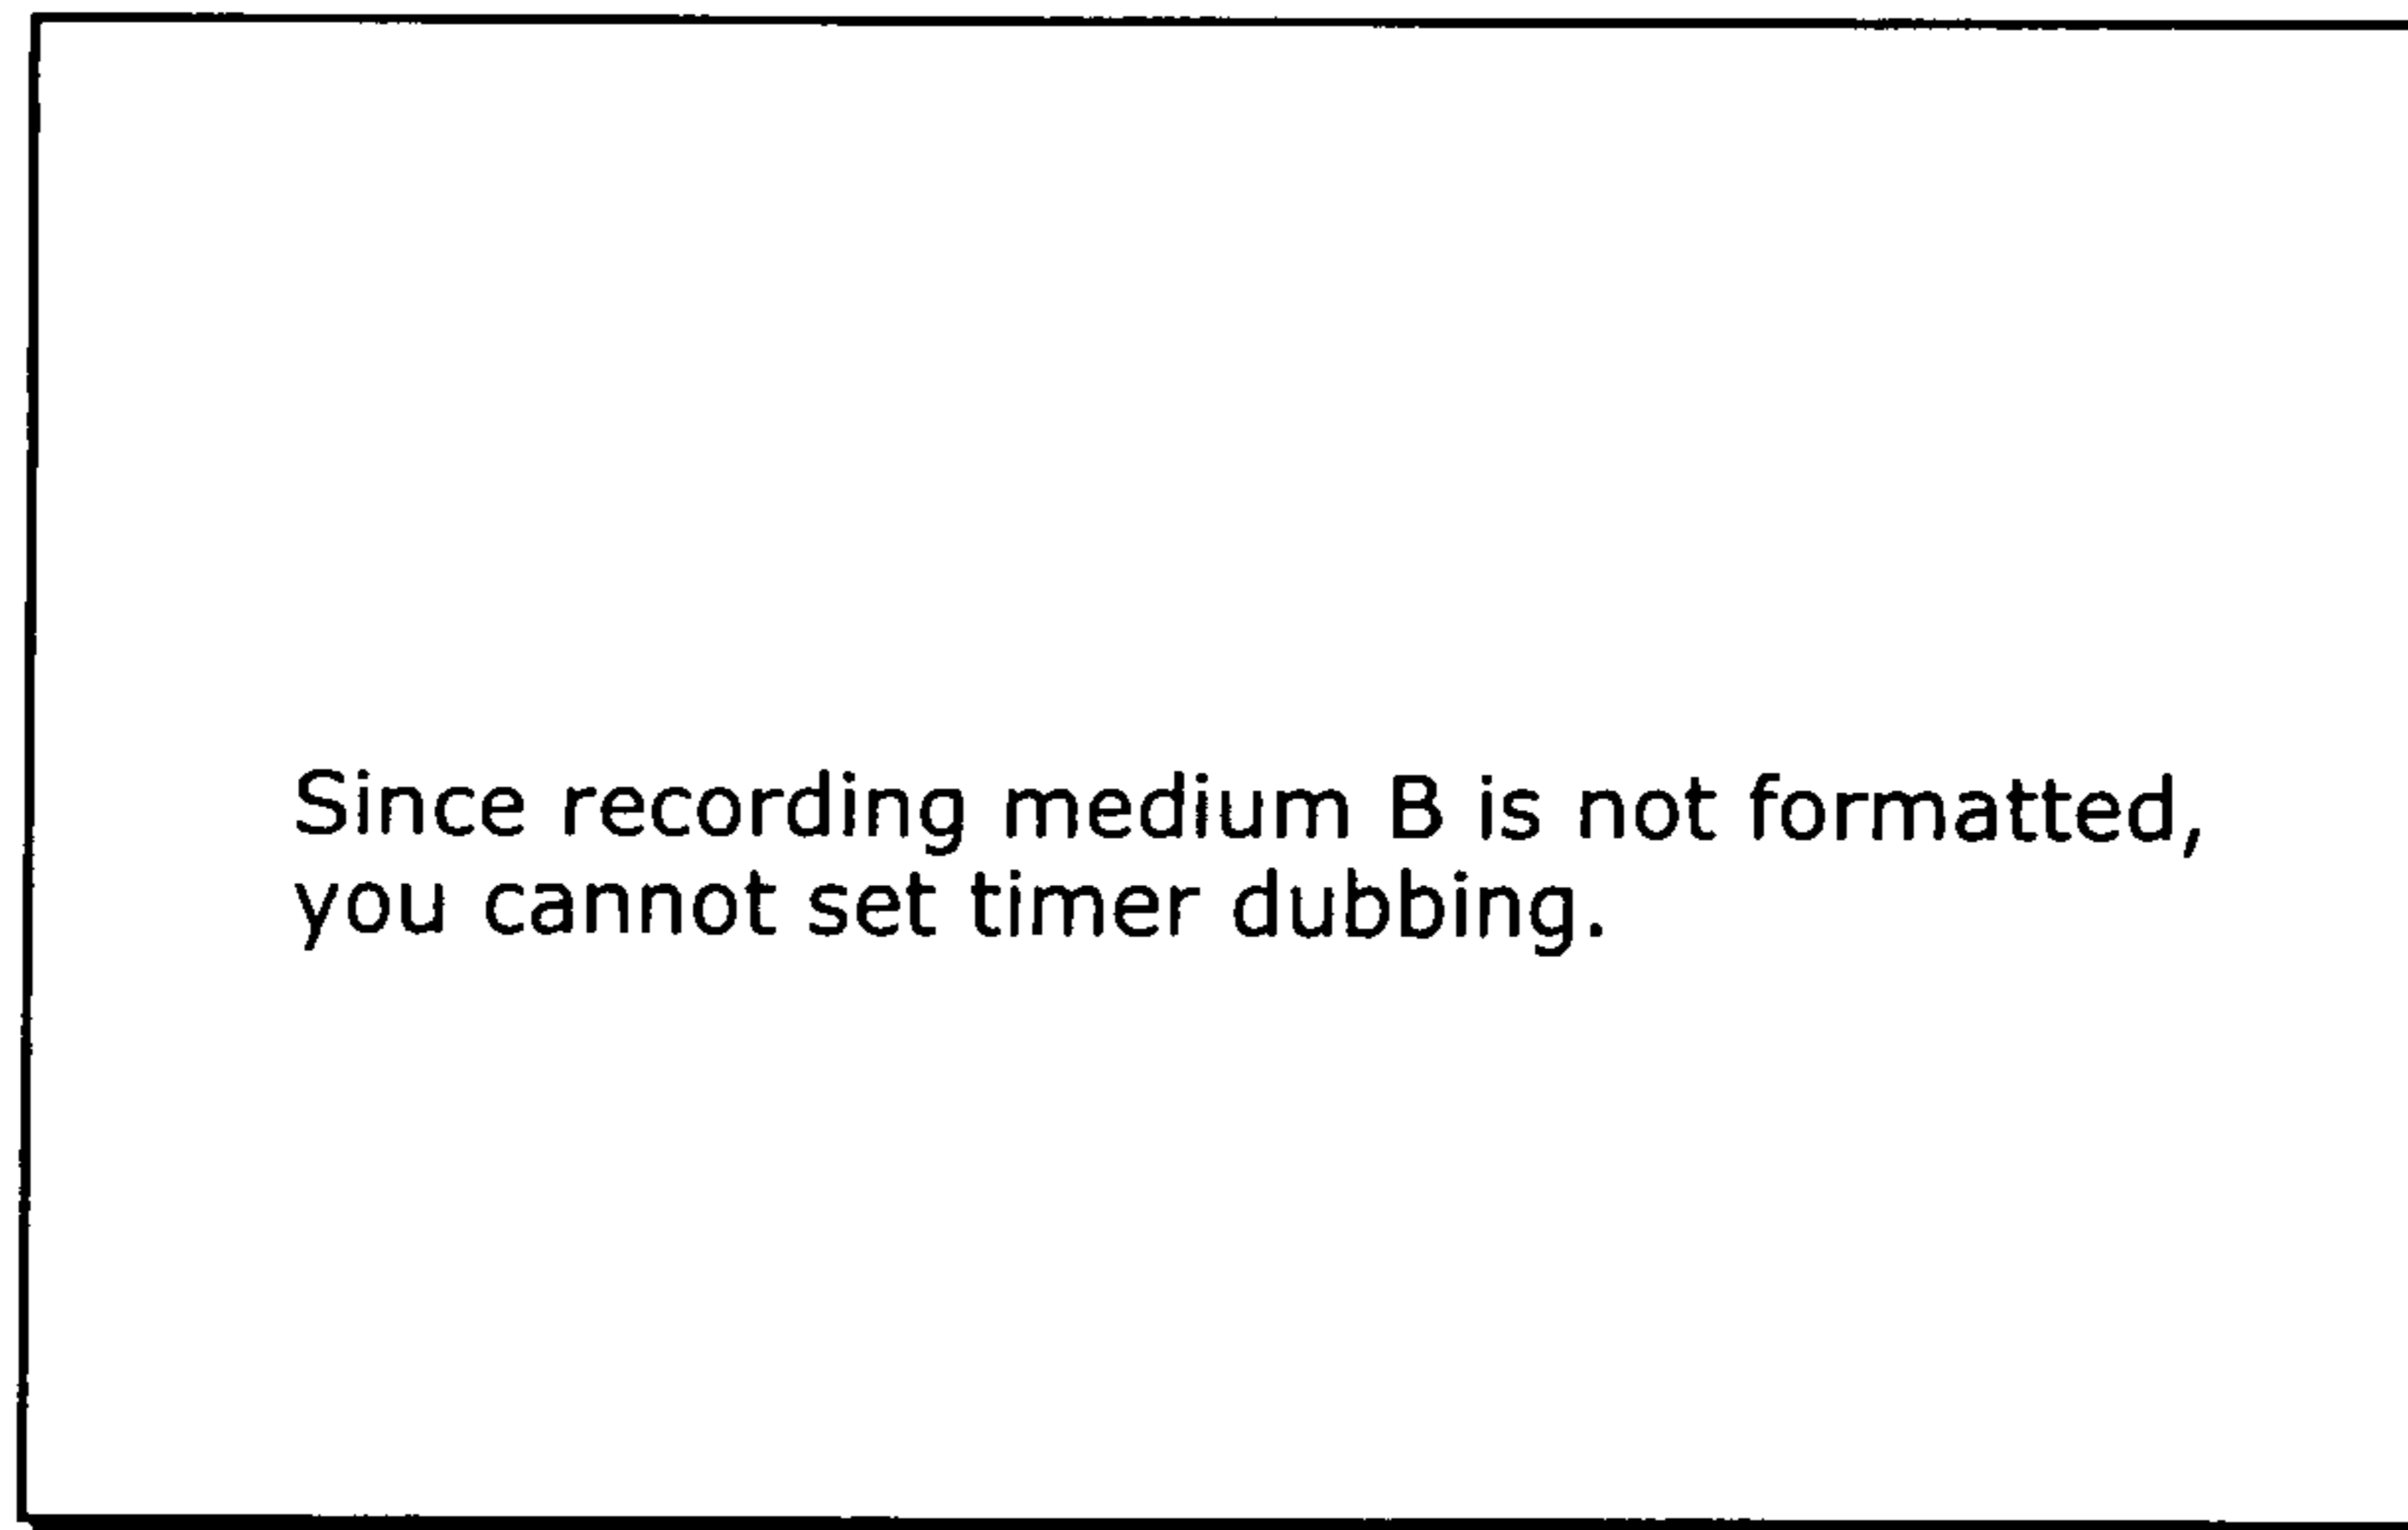 Since recording medium B is not formatted,
you cannot set timer dubbing.